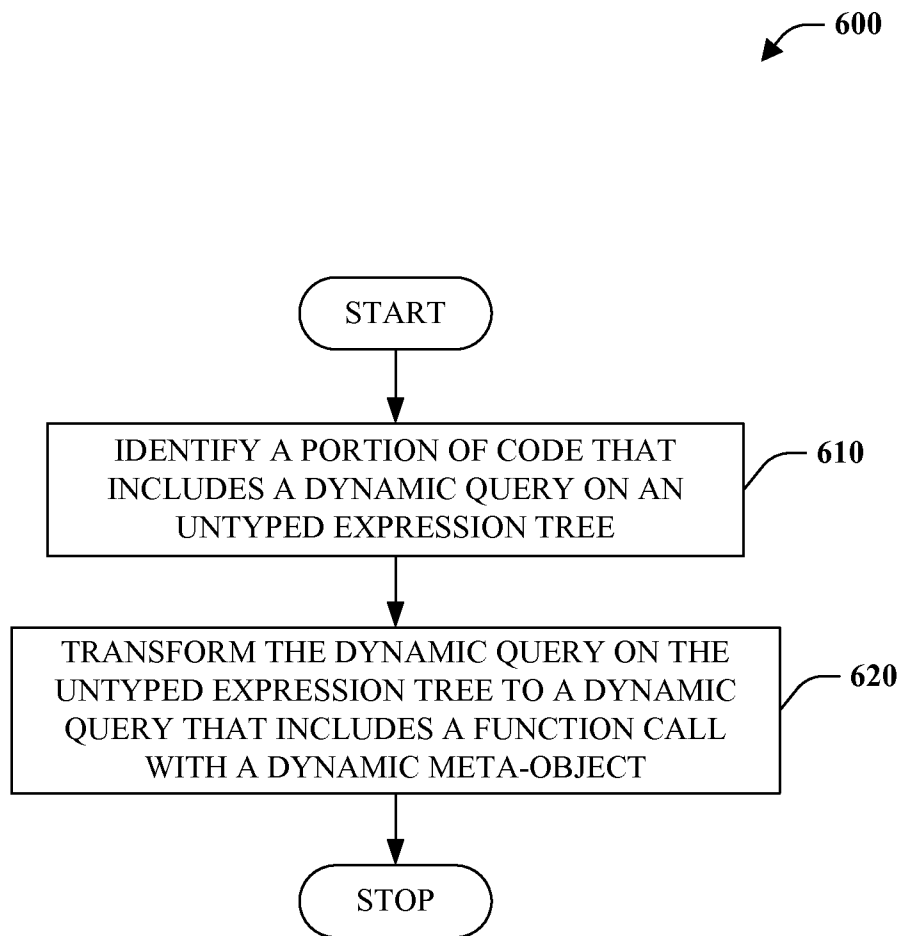 600
START
IDENTIFY A PORTION OF CODE THAT
INCLUDES A DYNAMIC QUERY ON AN
UNTYPED EXPRESSION TREE
610
TRANSFORM THE DYNAMIC QUERY ON THE
UNTYPED EXPRESSION TREE TO A DYNAMIC
QUERY THAT INCLUDES A FUNCTION CALL
WITH A DYNAMIC META-OBJECT
620
STOP